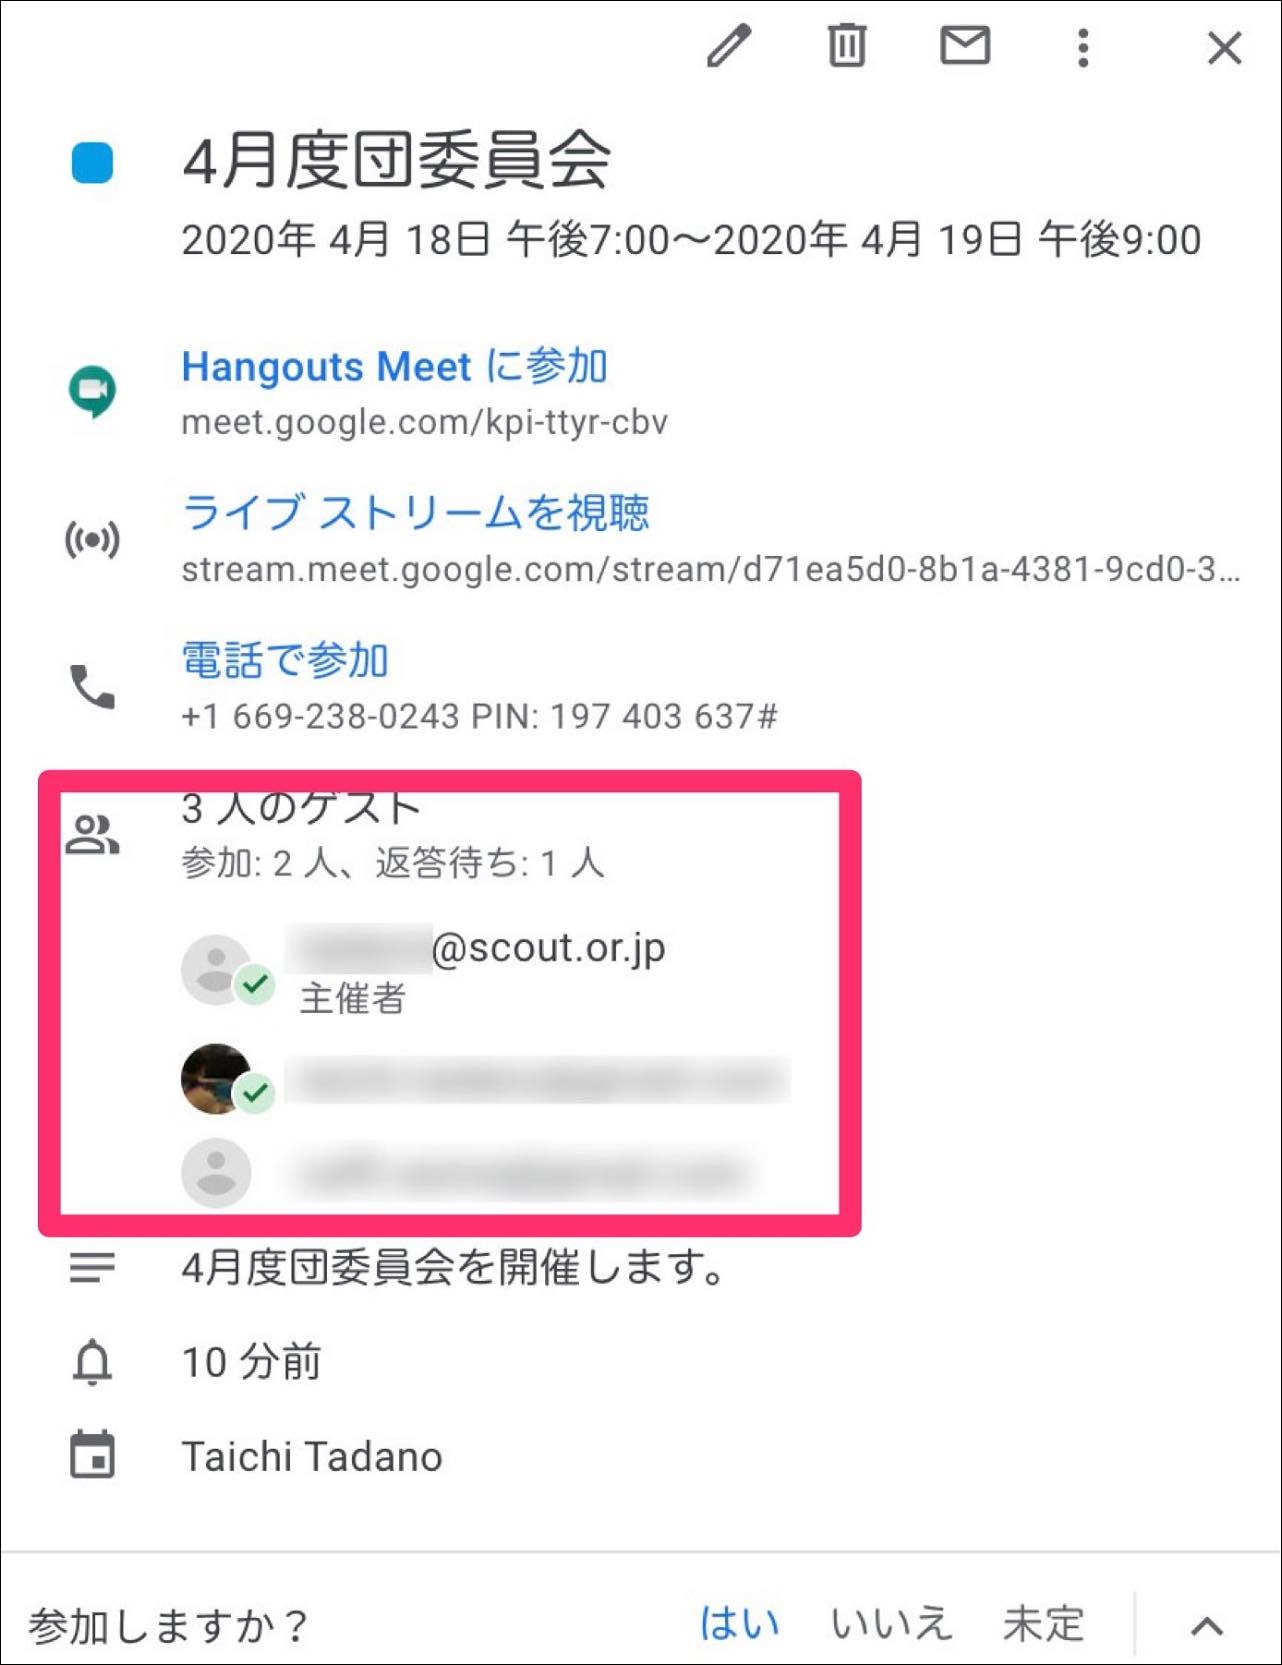 4月度団委員会
2020年 4月 18日 午後7:00～2020年 4月 19日 午後9:00
Hangouts Meet に参加
meet.google.com/kpi-ttyr-cbv
ライブ ストリームを視聴
stream.meet.google.com/stream/d71ea5d0-8b1a-4381-9cd0-3...
電話で参加
+1 669-238-0243 PIN: 197 403 637#
3 人のゲスト
参加: 2 人、返答待ち: 1 人
@scout.or.jp
主催者
4月度団委員会を開催します。
10 分前
Taichi Tadano
参加しますか？ はい いいえ 未定